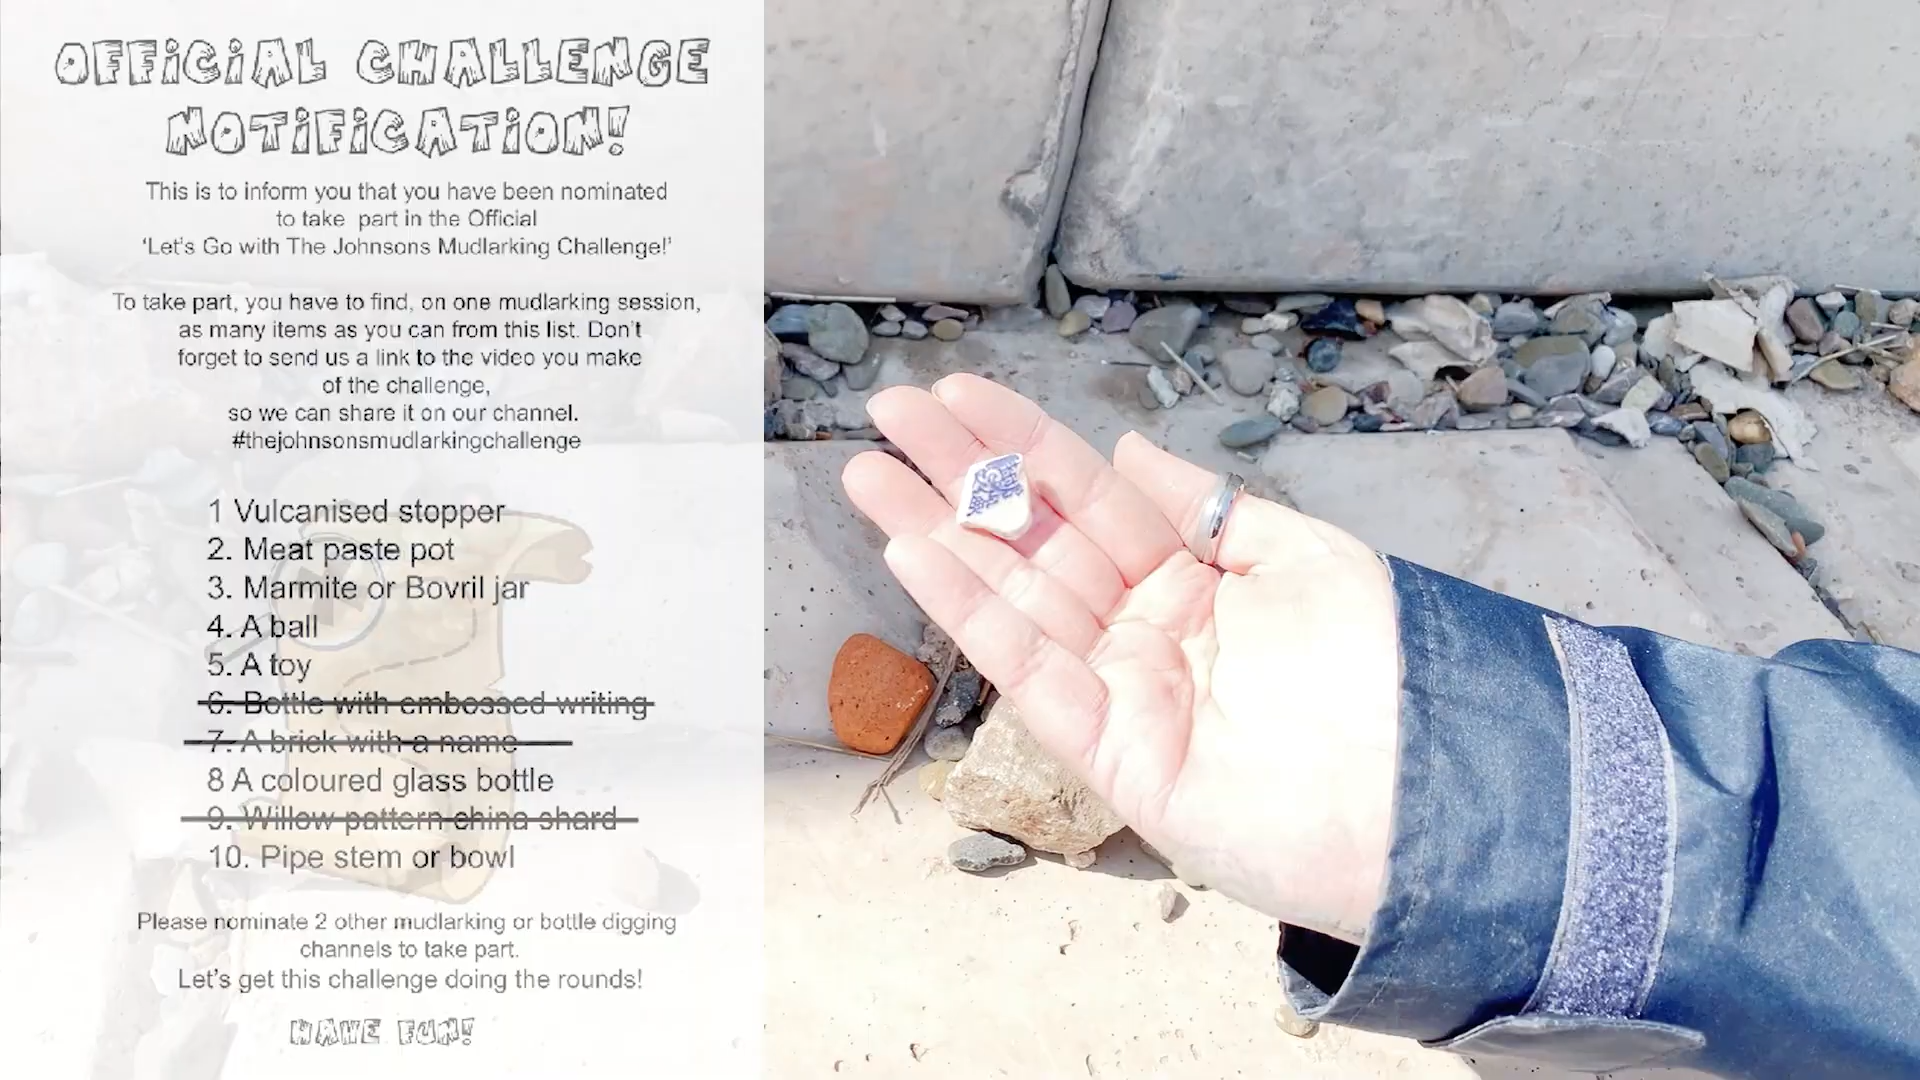 OFFICIAL CHALLENGE
NOTIFICATION!
This is to inform you that you have been nominated
to take part in the Official
‘Let's Go with The Johnsons Mudlarking Challenge!’
To take part, you have to find, on one mudlarking session,
as many items as you can from this list. Don't
forget to send us a link to the video you make
of the challenge,
so we can share it on our channel.
#thejohnsonsmudlarkingchallenge
1 Vulcanised stopper
2. Meat paste pot
3. Marmite or Bovril jar
4. A ball
5. A toy
6. Bottle with embossed writing
7. A brick with a name
8 A coloured glass bottle
9. Willow pattern china shard
10. Pipe stem or bowl
Please nominate 2 other mudlarking or bottle digging
channels to take part.
Let's get this challenge doing the rounds!
HAVE FUN!